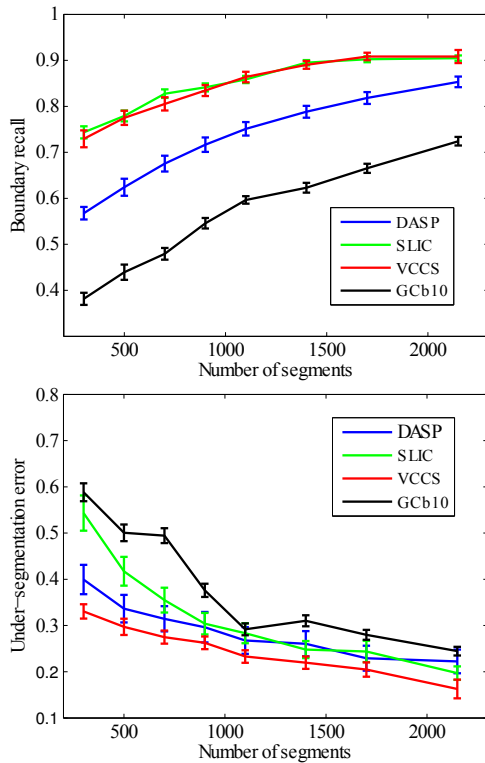 1
0.9
0.8
0.7
0.6
0.5
0.4
Boundary recall
DASP
SLIC
VCCS
GCb10
500 1000 1500 2000
Number of segments
0.8
0.7
0.6
0.5
0.4
0.3
0.2
0.1
Under−segmentation error
DASP
SLIC
VCCS
GCb10
500 1000 1500 2000
Number of segments